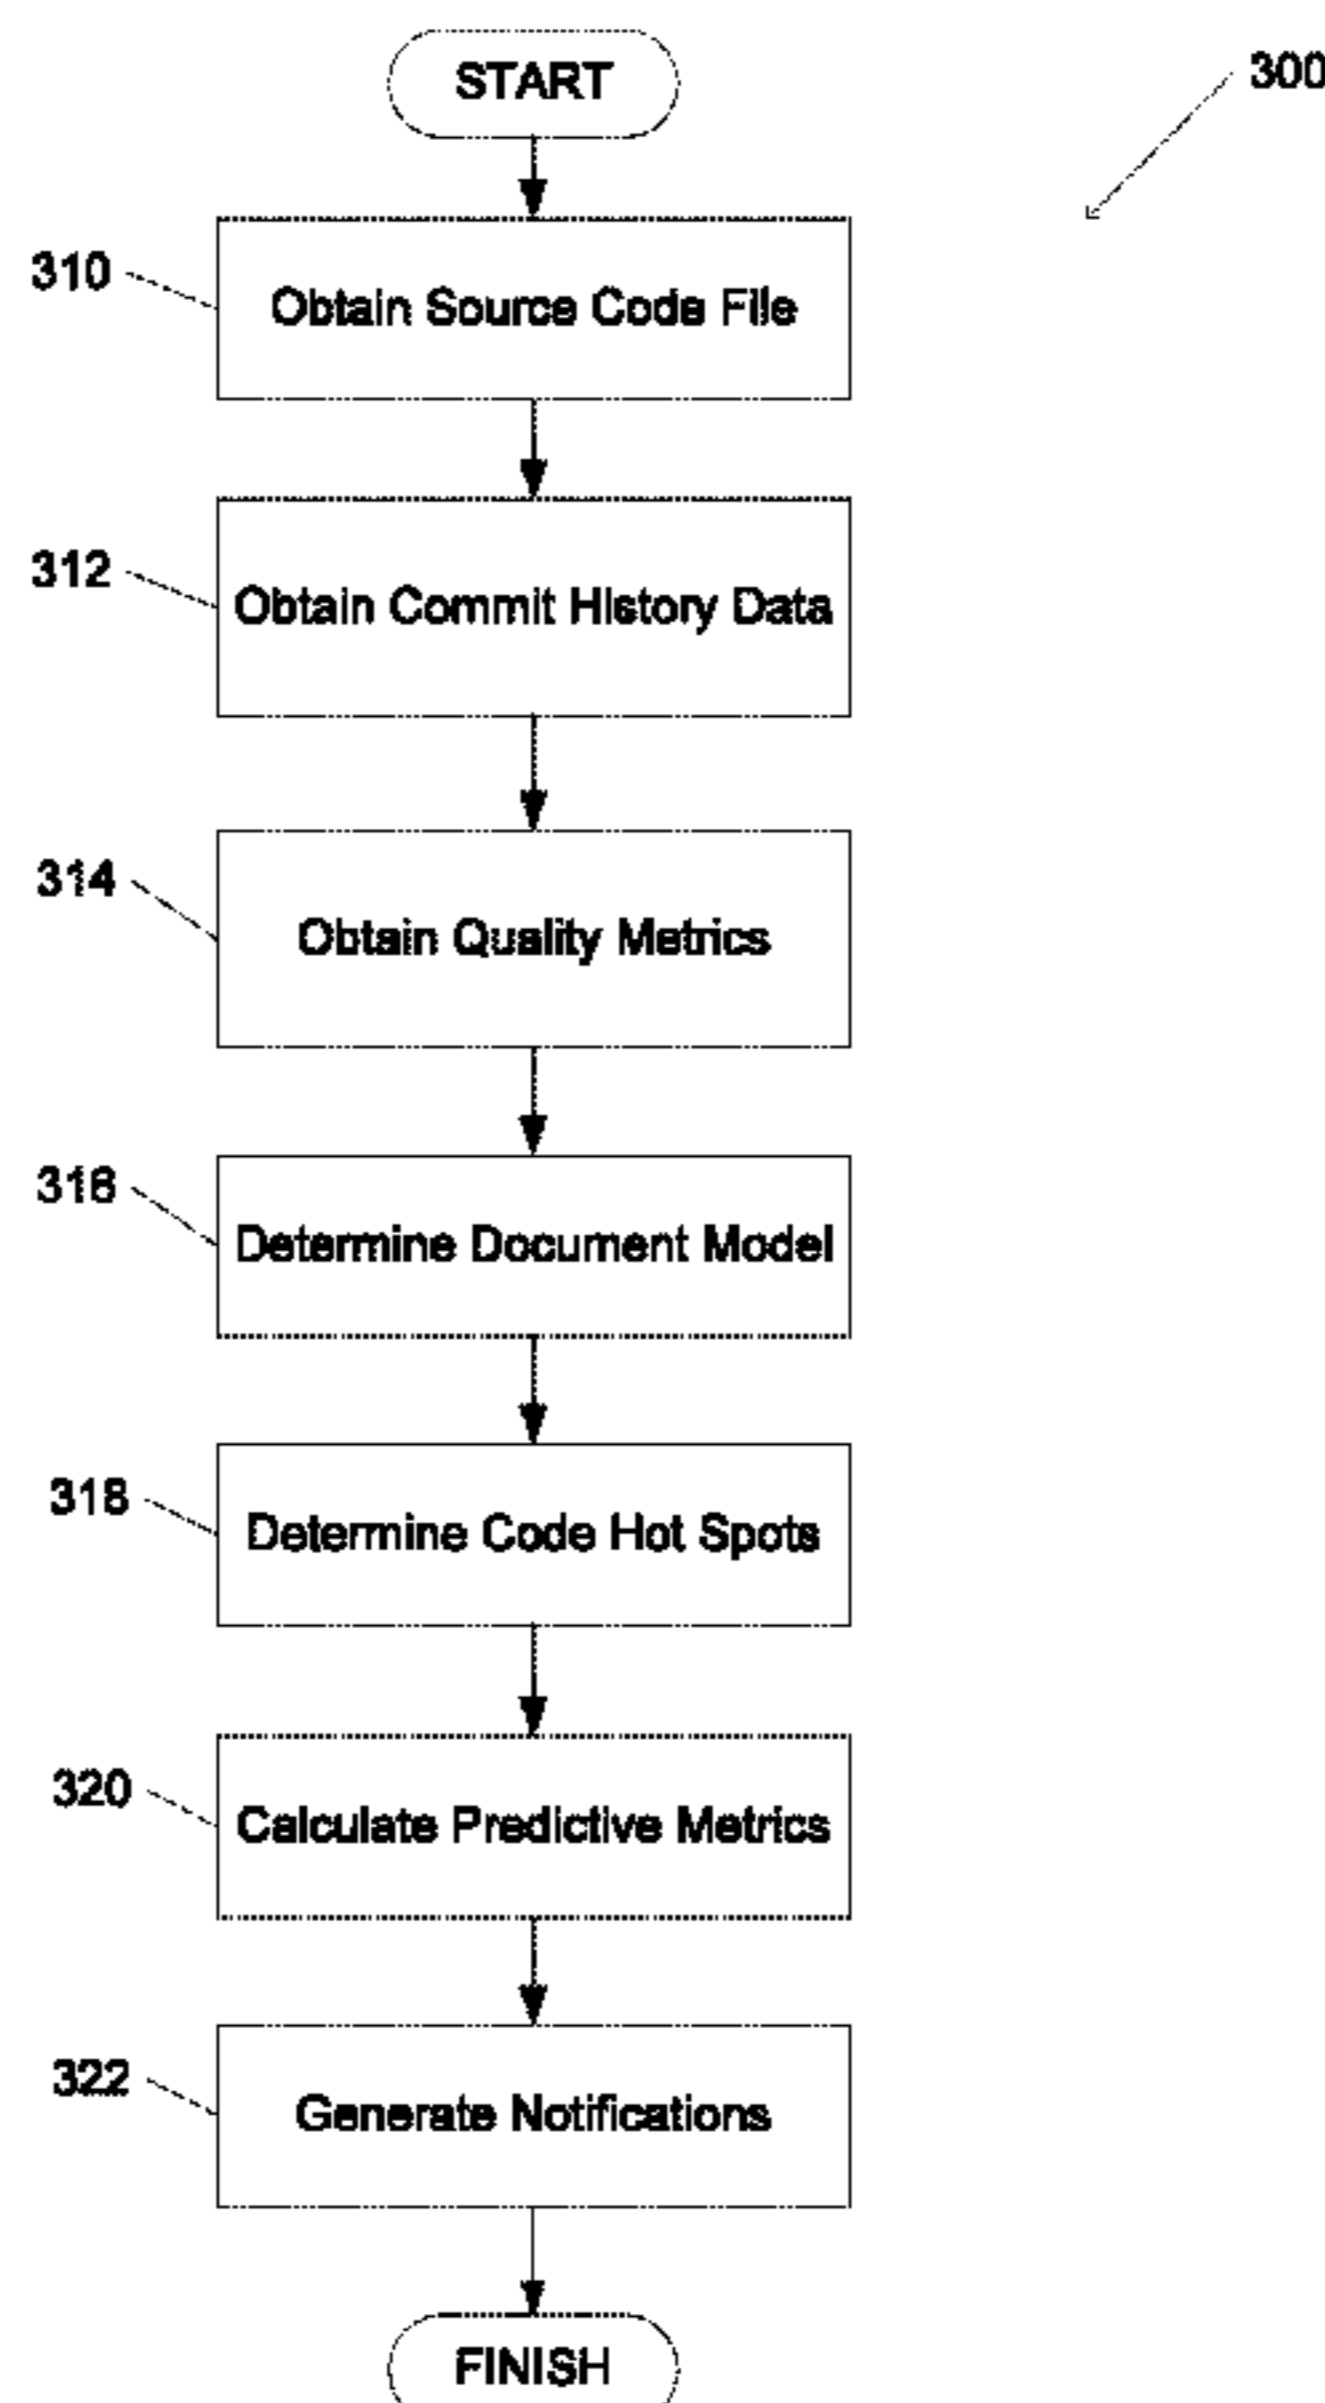 START
300
310
Obtain Source Code File
312
Obtain Commit History Data
314
Obtain Quality Metrics
316
Determine Document Model
318
Determine Code Hot Spots
320
Calculate Predictive Metrics
322
Generate Notifications
FINISH